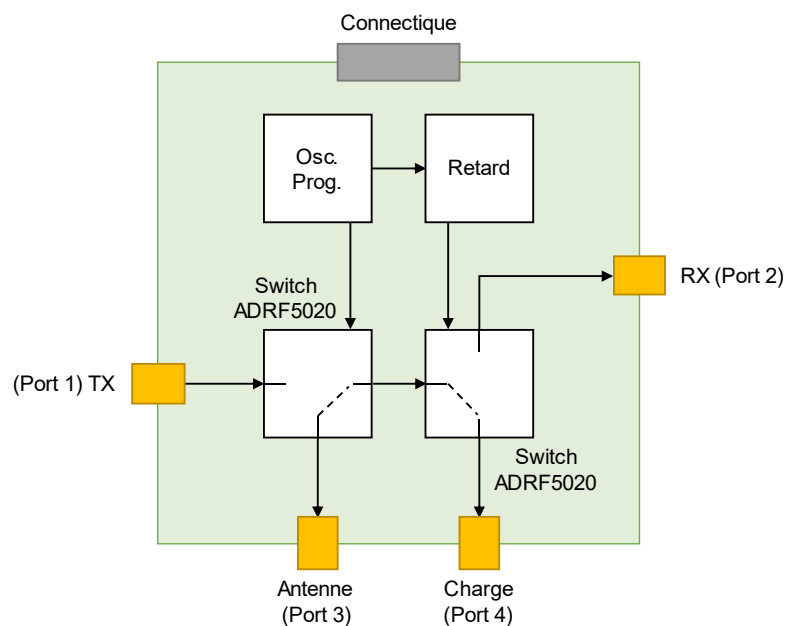 Connectique
Osc.
Prog.
Retard
Switch
ADRF5020
RX (Port 2)
(Port 1) TX
Switch
ADRF5020
Antenne
(Port 3)
Charge
(Port 4)